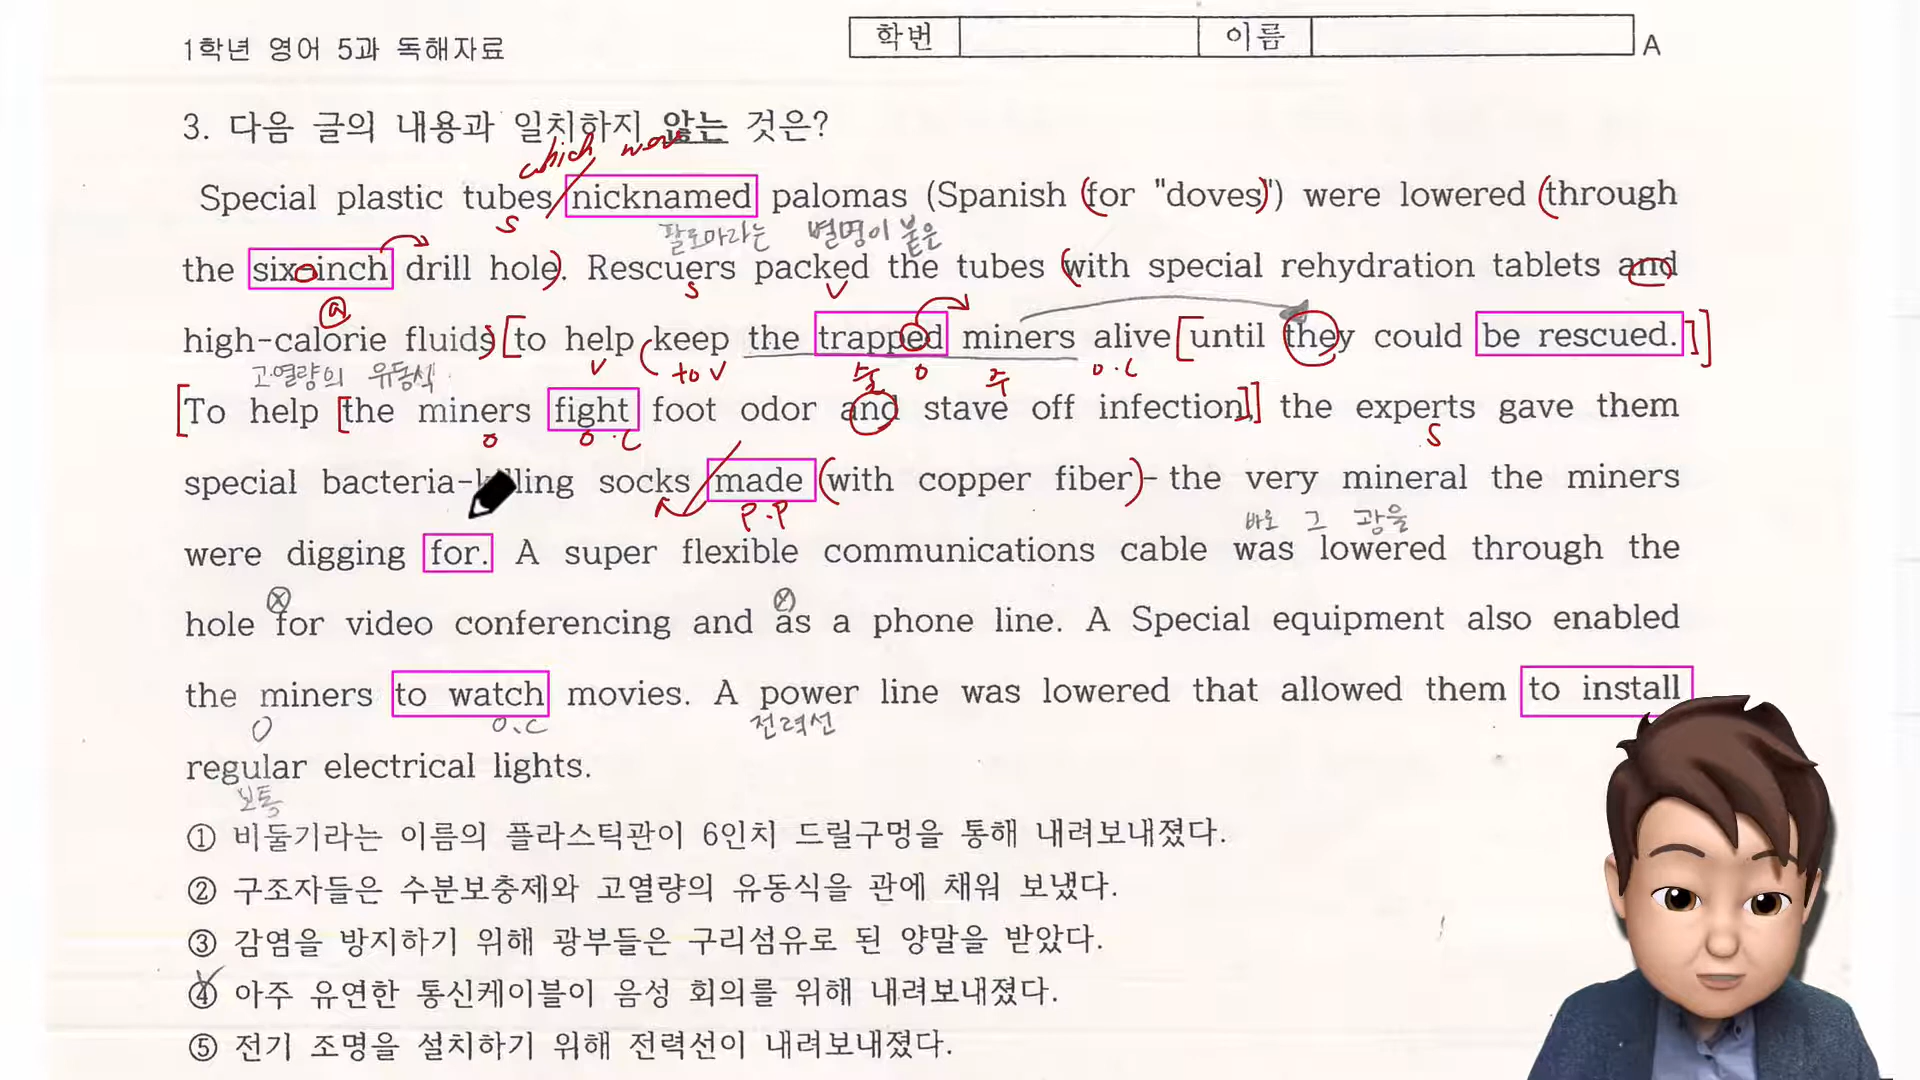 1학년 영어 5과 독해자료
학번 이름 A
3. 다음 글의 내용과 일치하지 않는 것은?
which were
Special plastic tubes nicknamed palomas (Spanish (for "doves)") were lowered (through
S 팔로마라는 별명이 붙은
the six-inch drill hole). Rescuers packed the tubes (with special rehydration tablets and
ⓐ S V
high-calorie fluids) [to help (keep the trapped miners alive [until they could be rescued.]]
고열량의 유동식 V to V 술 O 주 O.C
[To help [the miners fight foot odor and stave off infection,]] the experts gave them
O O.C S
special bacteria-killing socks made (with copper fiber)- the very mineral the miners
P.P 바로 그 광물
were digging for. A super flexible communications cable was lowered through the
hole for video conferencing and as a phone line. A Special equipment also enabled
the miners to watch movies. A power line was lowered that allowed them to install
O O.C 전력선
regular electrical lights.
보통
① 비둘기라는 이름의 플라스틱관이 6인치 드릴구멍을 통해 내려보내졌다.
② 구조자들은 수분보충제와 고열량의 유동식을 관에 채워 보냈다.
③ 감염을 방지하기 위해 광부들은 구리섬유로 된 양말을 받았다.
④ 아주 유연한 통신케이블이 음성 회의를 위해 내려보내졌다.
⑤ 전기 조명을 설치하기 위해 전력선이 내려보내졌다.